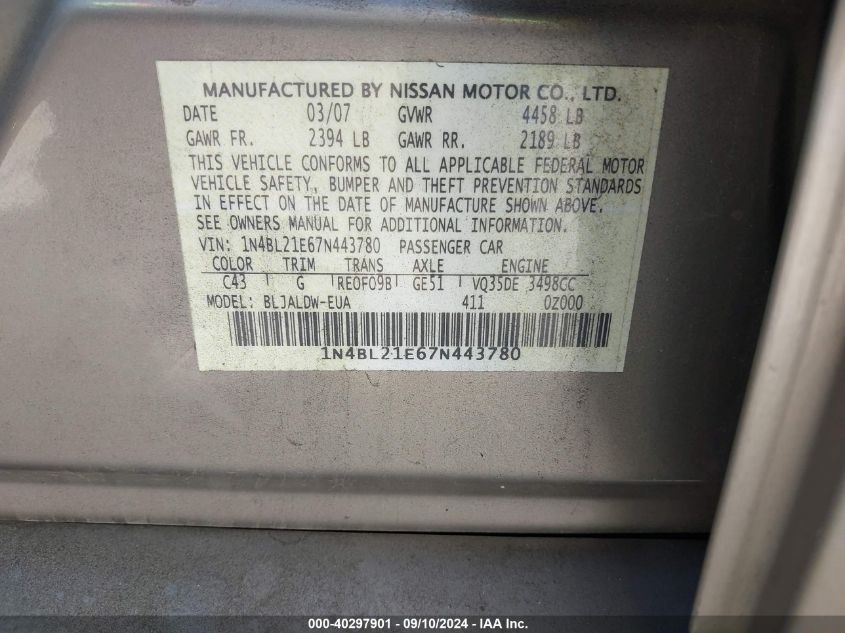 MANUFACTURED BY NISSAN MOTOR CO., LTD.
DATE 03/07 GVWR 4458 LB
GAWR FR. 2394 LB GAWR RR. 2189 LB
THIS VEHICLE CONFORMS TO ALL APPLICABLE FEDERAL MOTOR
VEHICLE SAFETY, BUMPER AND THEFT PREVENTION STANDARDS
IN EFFECT ON THE DATE OF MANUFACTURE SHOWN ABOVE.
SEE OWNERS MANUAL FOR ADDITIONAL INFORMATION.
VIN: 1N4BL21E67N443780 PASSENGER CAR
COLOR TRIM TRANS AXLE ENGINE
C43 G RE0F09B GE51 VQ35DE 3498CC
MODEL: BLJALDW-EUA 411 0Z000
1N4BL21E67N443780
000-40297901 - 09/10/2024 - IAA Inc.